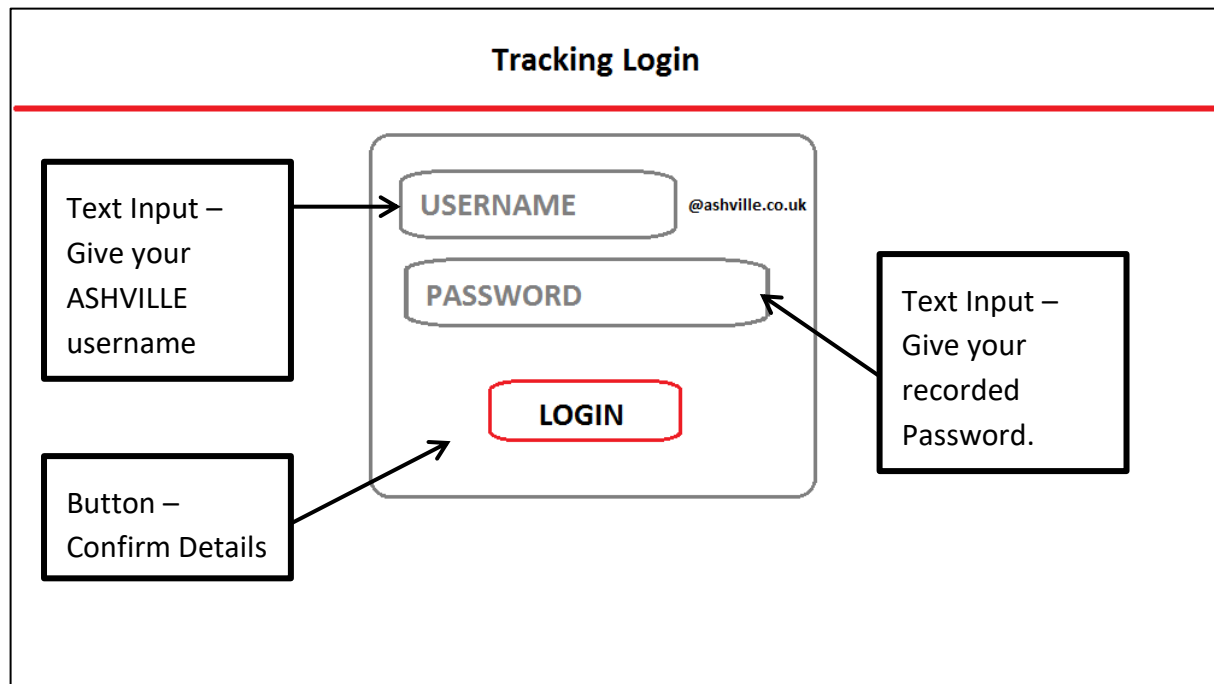 Tracking Login
Text Input –
Give your
ASHVILLE
username
USERNAME
@ashville.co.uk
PASSWORD
Text Input –
Give your
recorded
Password.
LOGIN
Button –
Confirm Details